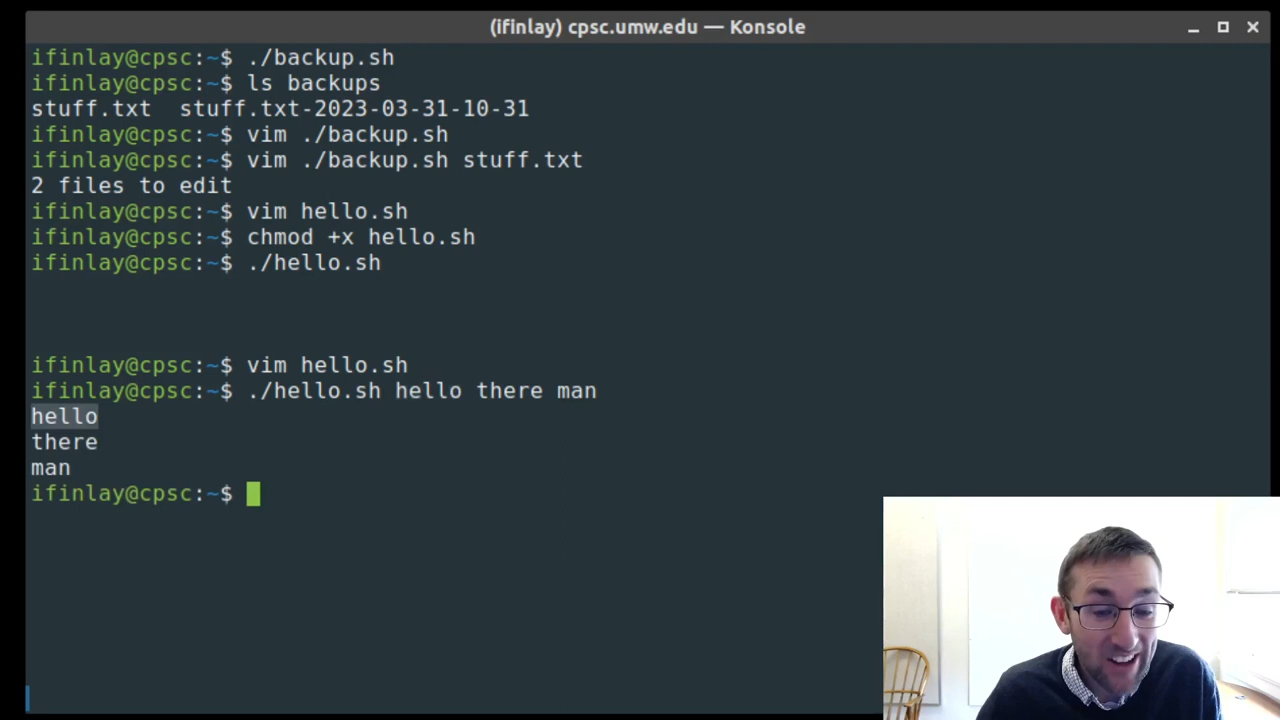 (ifinlay) cpsc.umw.edu — Konsole
ifinlay@cpsc:~$ ./backup.sh
ifinlay@cpsc:~$ ls backups
stuff.txt  stuff.txt-2023-03-31-10-31
ifinlay@cpsc:~$ vim ./backup.sh
ifinlay@cpsc:~$ vim ./backup.sh stuff.txt
2 files to edit
ifinlay@cpsc:~$ vim hello.sh
ifinlay@cpsc:~$ chmod +x hello.sh
ifinlay@cpsc:~$ ./hello.sh
ifinlay@cpsc:~$ vim hello.sh
ifinlay@cpsc:~$ ./hello.sh hello there man
hello
there
man
ifinlay@cpsc:~$